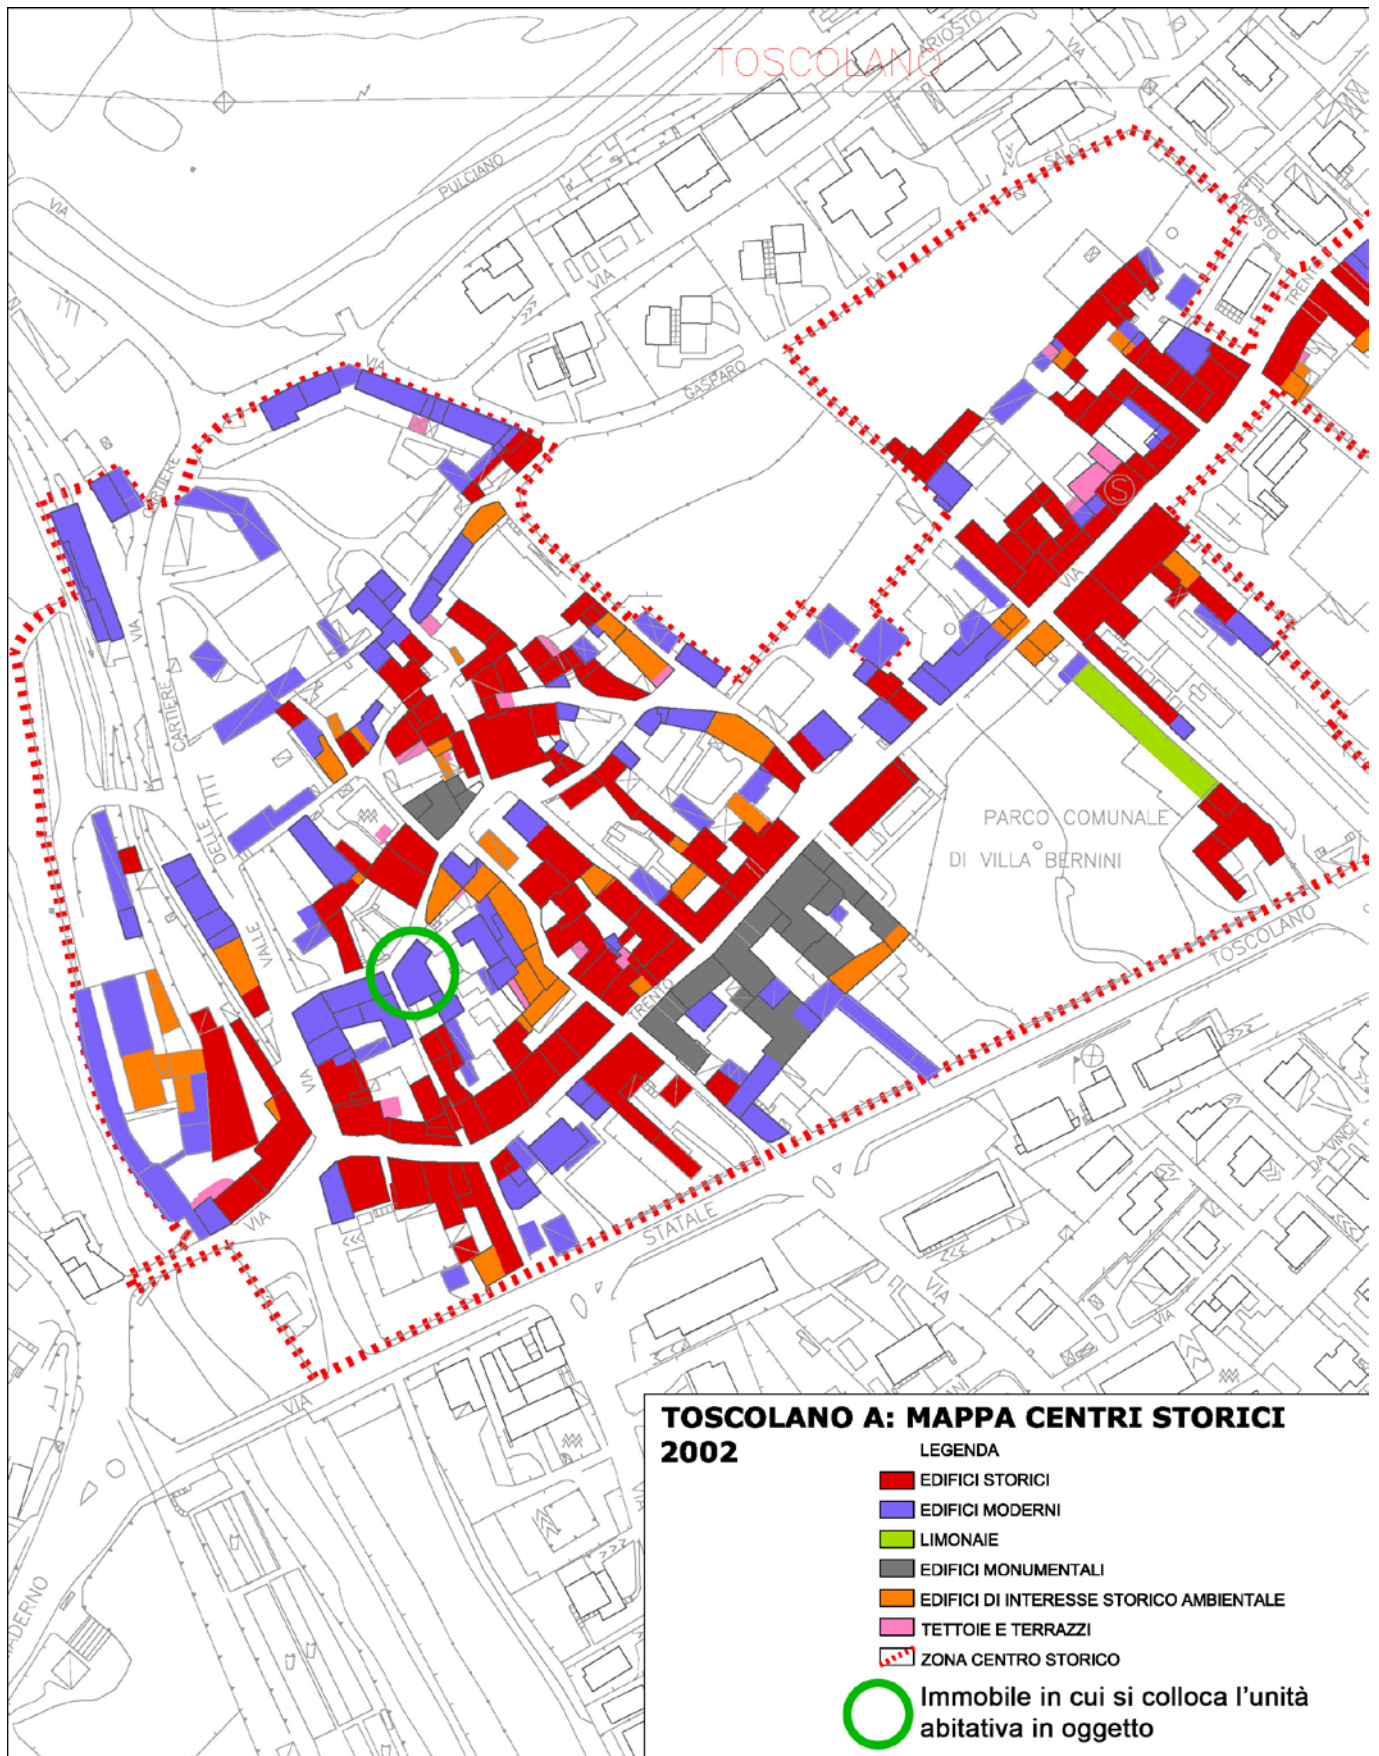 TOSCOLANO
ARIOSTO
VIA
PULCIANO
VIA
SALO'
ARIOSTO
VIA
DA
TRENTO
VIA
GASPARO
CARTIERE
S
VIA
VIA
CARTIERE
PARCO COMUNALE
DI VILLA BERNINI
DELLE
VALLE
TOSCOLANO
TRENTO
VIA
DA VINCI
VIA
STATALE
VIA
VIA
VIA
MADERNO
TOSCOLANO A: MAPPA CENTRI STORICI
2002
LEGENDA
EDIFICI STORICI
EDIFICI MODERNI
LIMONAIE
EDIFICI MONUMENTALI
EDIFICI DI INTERESSE STORICO AMBIENTALE
TETTOIE E TERRAZZI
ZONA CENTRO STORICO
Immobile in cui si colloca l'unità
abitativa in oggetto